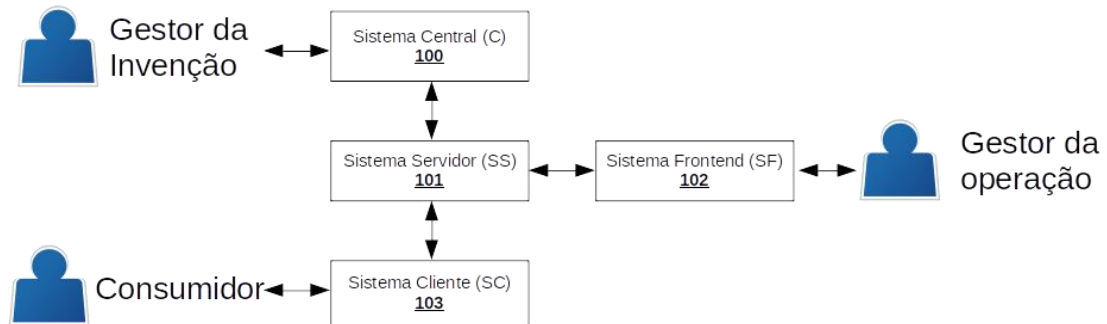 Gestor da
Invenção
Sistema Central (C)
100
Sistema Servidor (SS)
101
Sistema Frontend (SF)
102
Gestor da
operação
Consumidor
Sistema Cliente (SC)
103